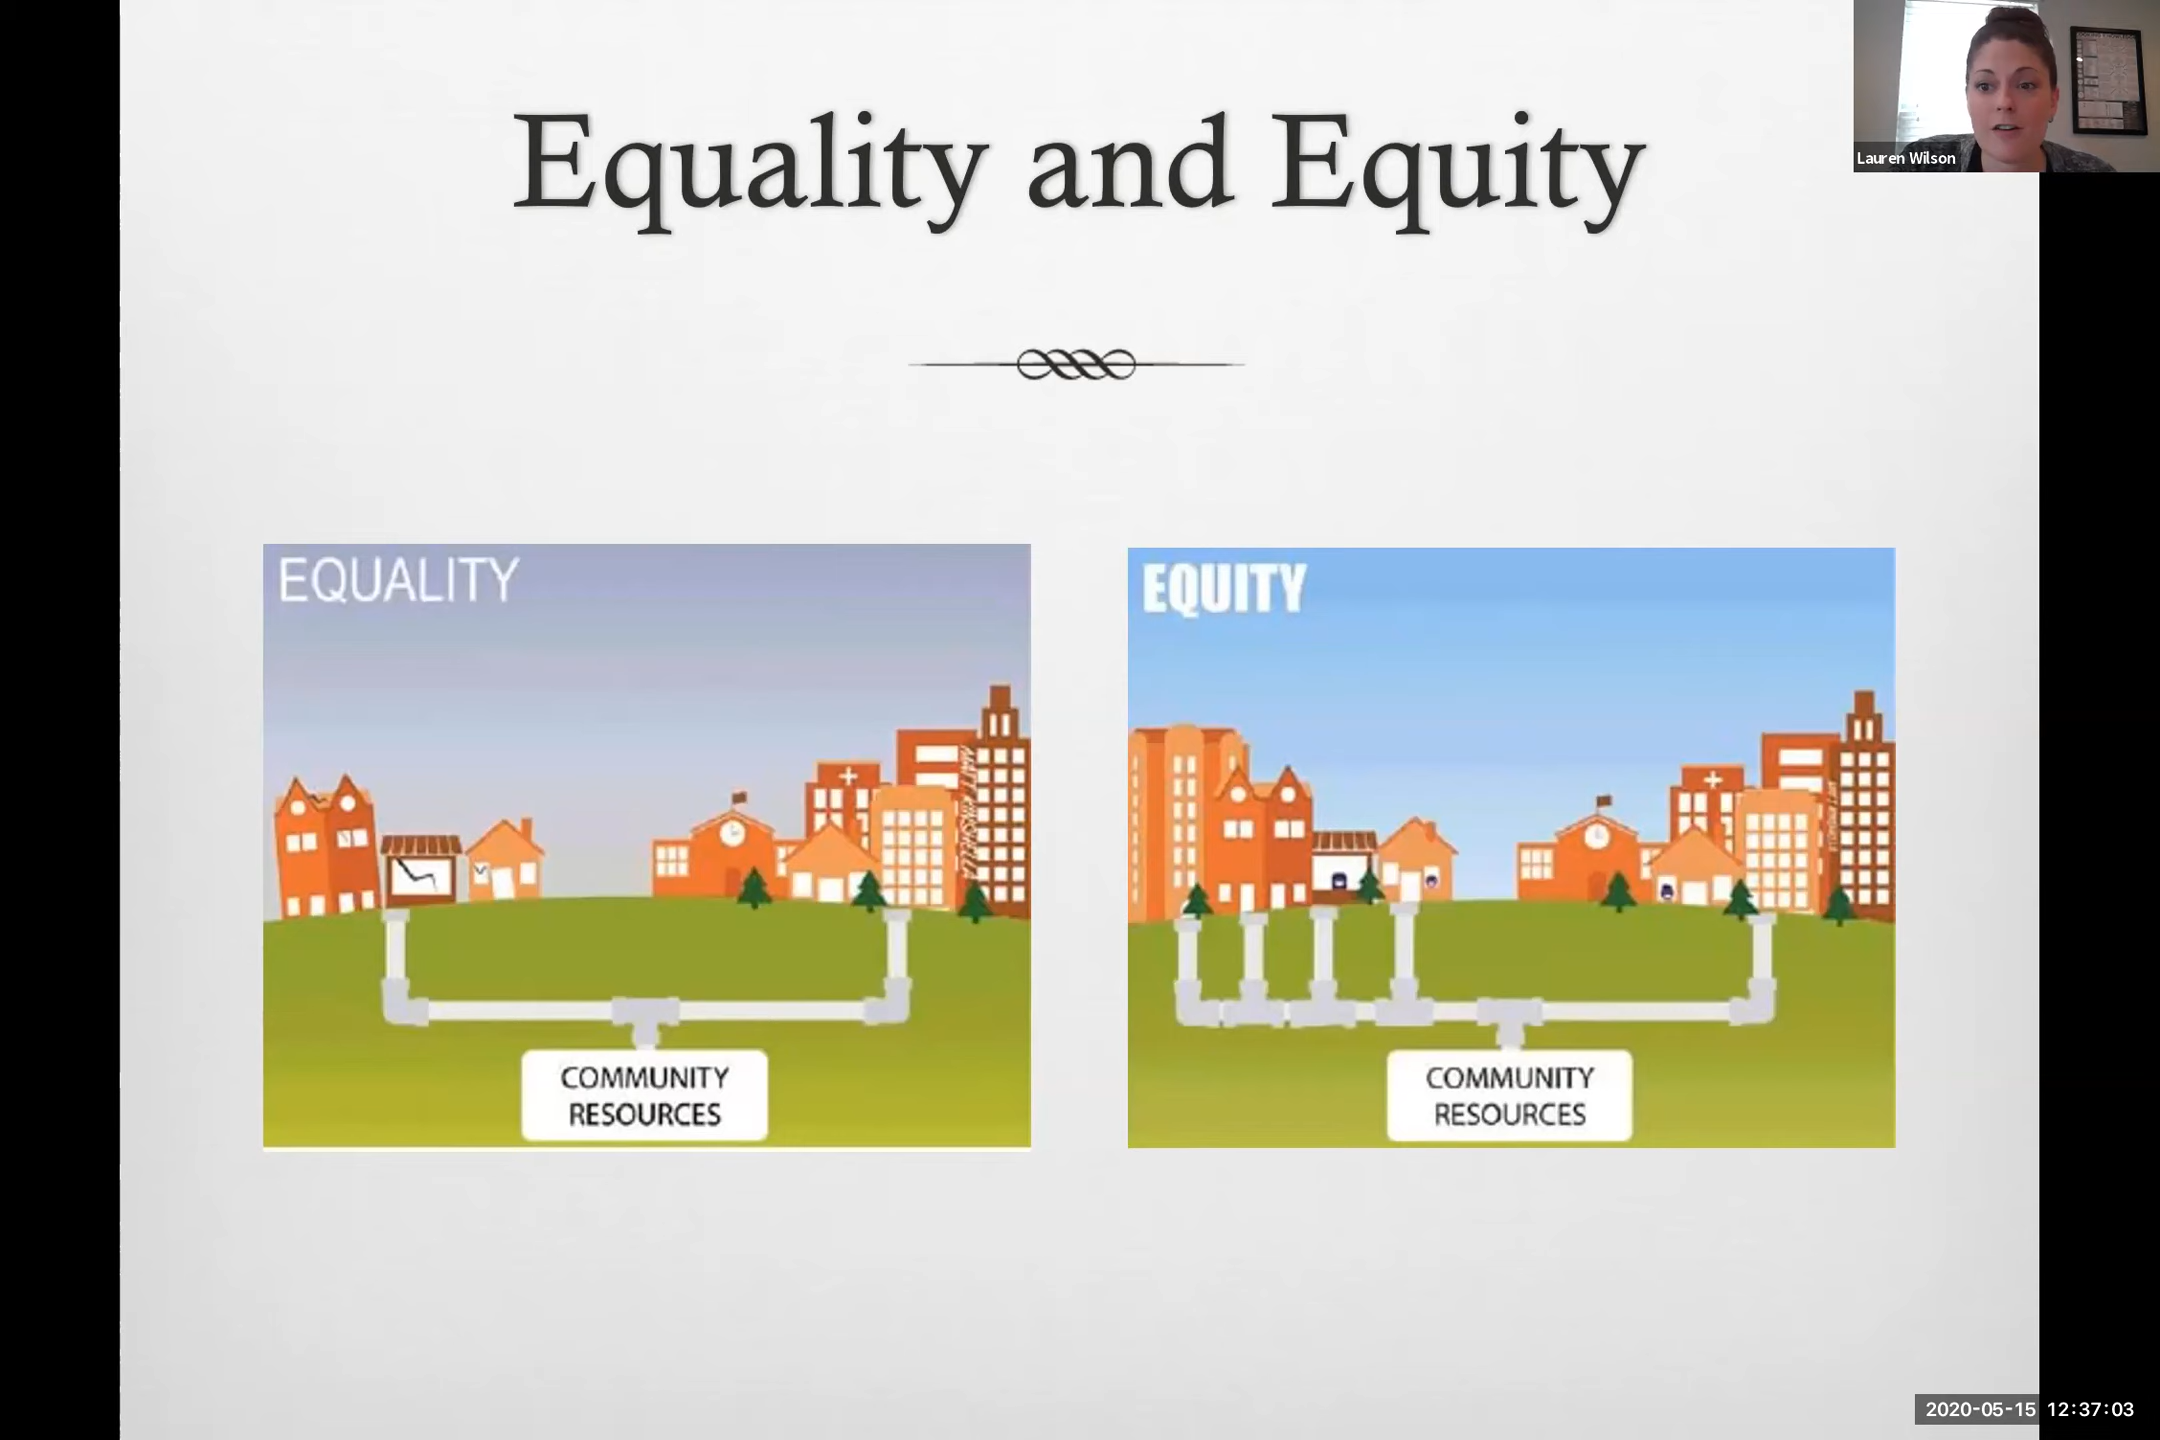 Equality and Equity
Lauren Wilson
EQUALITY
COMMUNITY
RESOURCES
EQUITY
COMMUNITY
RESOURCES
2020-05-15 12:37:03